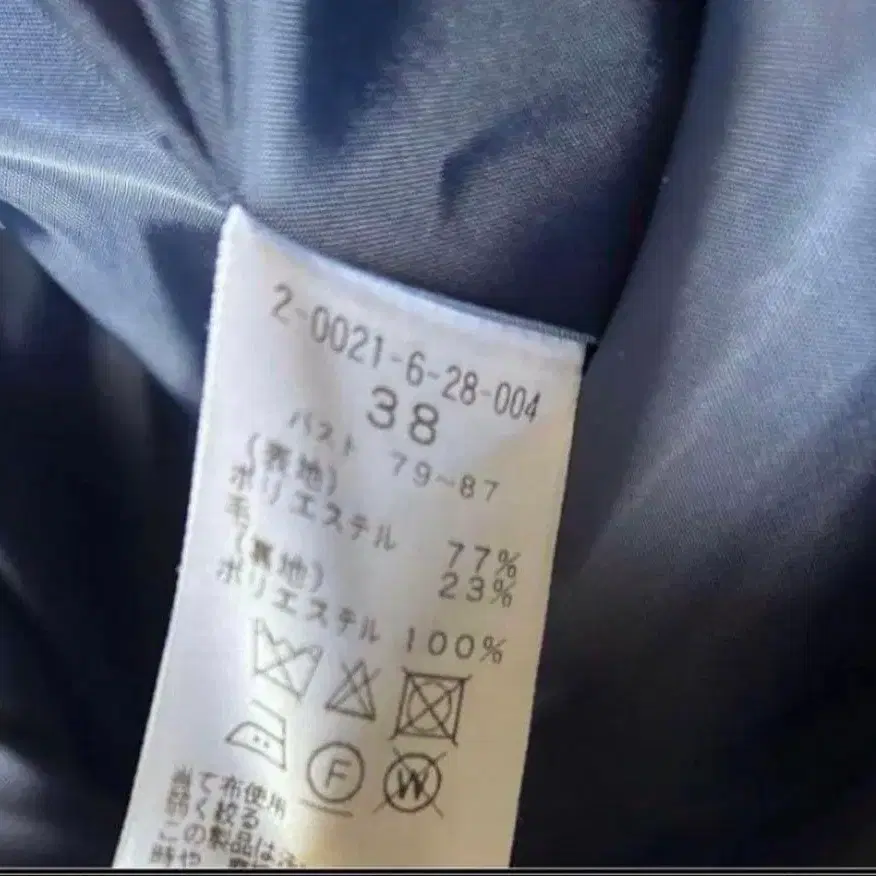 2-0021-6-28-004
38
バスト 79~87
(表地)
ポリエステル 77%
毛 23%
(裏地)
ポリエステル 100%
F
W
当て布使用
弱く絞る
この製品は
時や